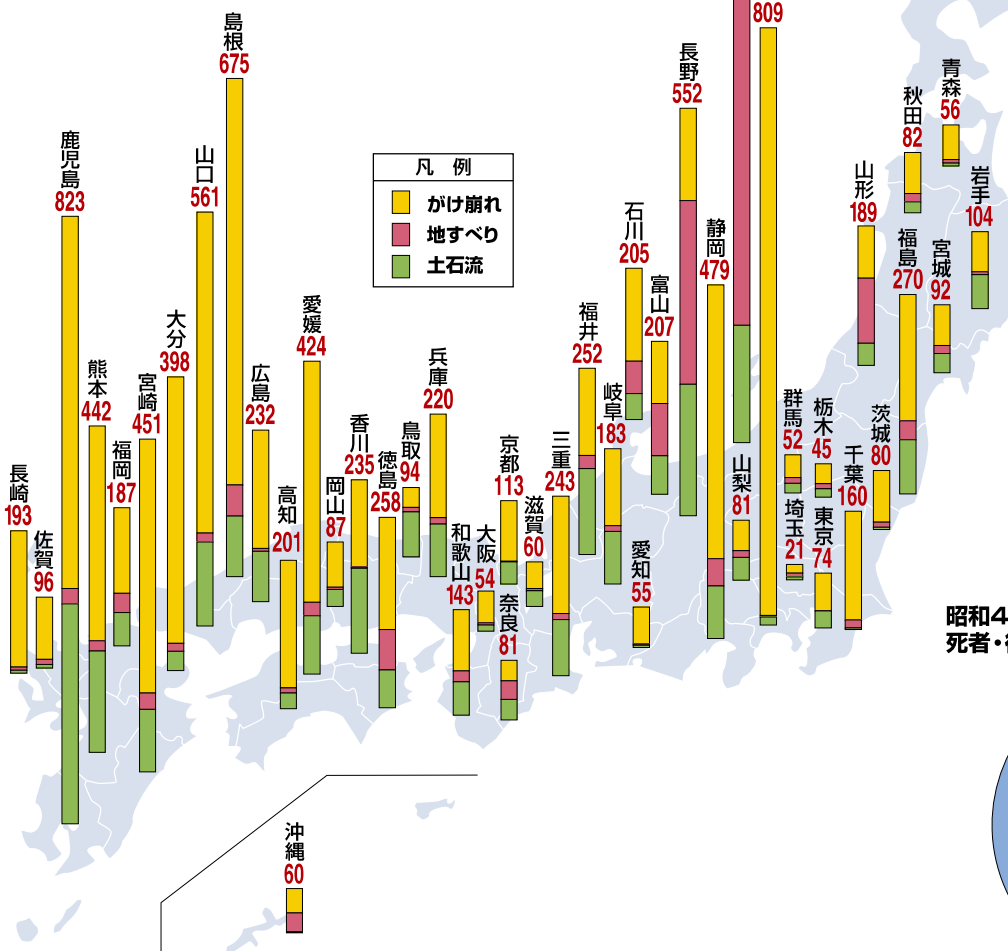 809
島根
675
長野
552
青森
56
秋田
82
鹿児島
823
山口
561
凡 例
がけ崩れ
地すべり
土石流
山形
189
岩手
104
石川
205
静岡
479
福島
270
宮城
92
富山
207
愛媛
424
福井
252
大分
398
兵庫
220
熊本
442
宮崎
451
広島
232
岐阜
183
群馬
52
栃木
45
茨城
80
福岡
187
香川
235
鳥取
94
徳島
258
京都
113
三重
243
千葉
160
山梨
81
長崎
193
高知
201
岡山
87
滋賀
60
埼玉
21
東京
74
佐賀
96
和歌山
143
大阪
54
愛知
55
奈良
81
昭和4
死者・
沖縄
60